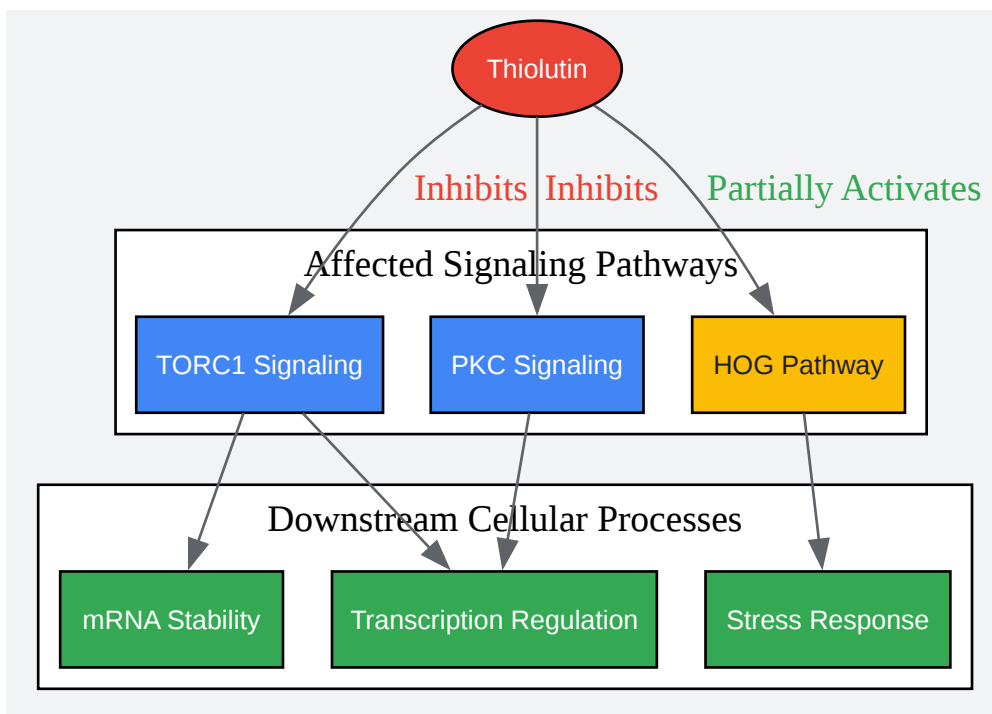 Thiolutin
Inhibits
Inhibits
Partially Activates
Affected Signaling Pathways
TORC1 Signaling
PKC Signaling
HOG Pathway
Downstream Cellular Processes
mRNA Stability
Transcription Regulation
Stress Response